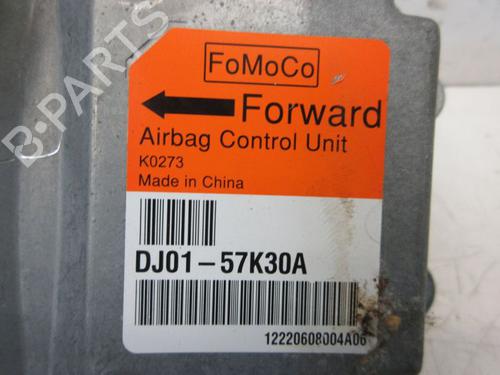 FoMoCo
Forward
Airbag Control Unit
K0273
Made in China
DJ01-57K30A
12220608004A06
B-PARTS